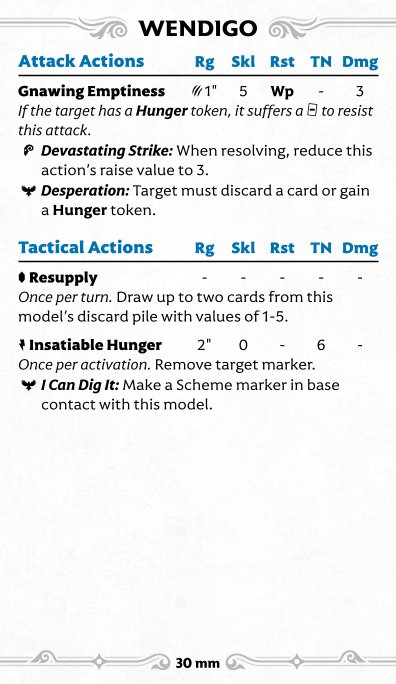 WENDIGO
Attack Actions Rg Skl Rst TN Dmg
Gnawing Emptiness 1" 5 Wp - 3
If the target has a Hunger token, it suffers a to resist
this attack.
Devastating Strike: When resolving, reduce this
action's raise value to 3.
Desperation: Target must discard a card or gain
a Hunger token.
Tactical Actions Rg Skl Rst TN Dmg
Resupply - - - - -
Once per turn. Draw up to two cards from this
model's discard pile with values of 1-5.
Insatiable Hunger 2" 0 - 6 -
Once per activation. Remove target marker.
I Can Dig It: Make a Scheme marker in base
contact with this model.
30 mm